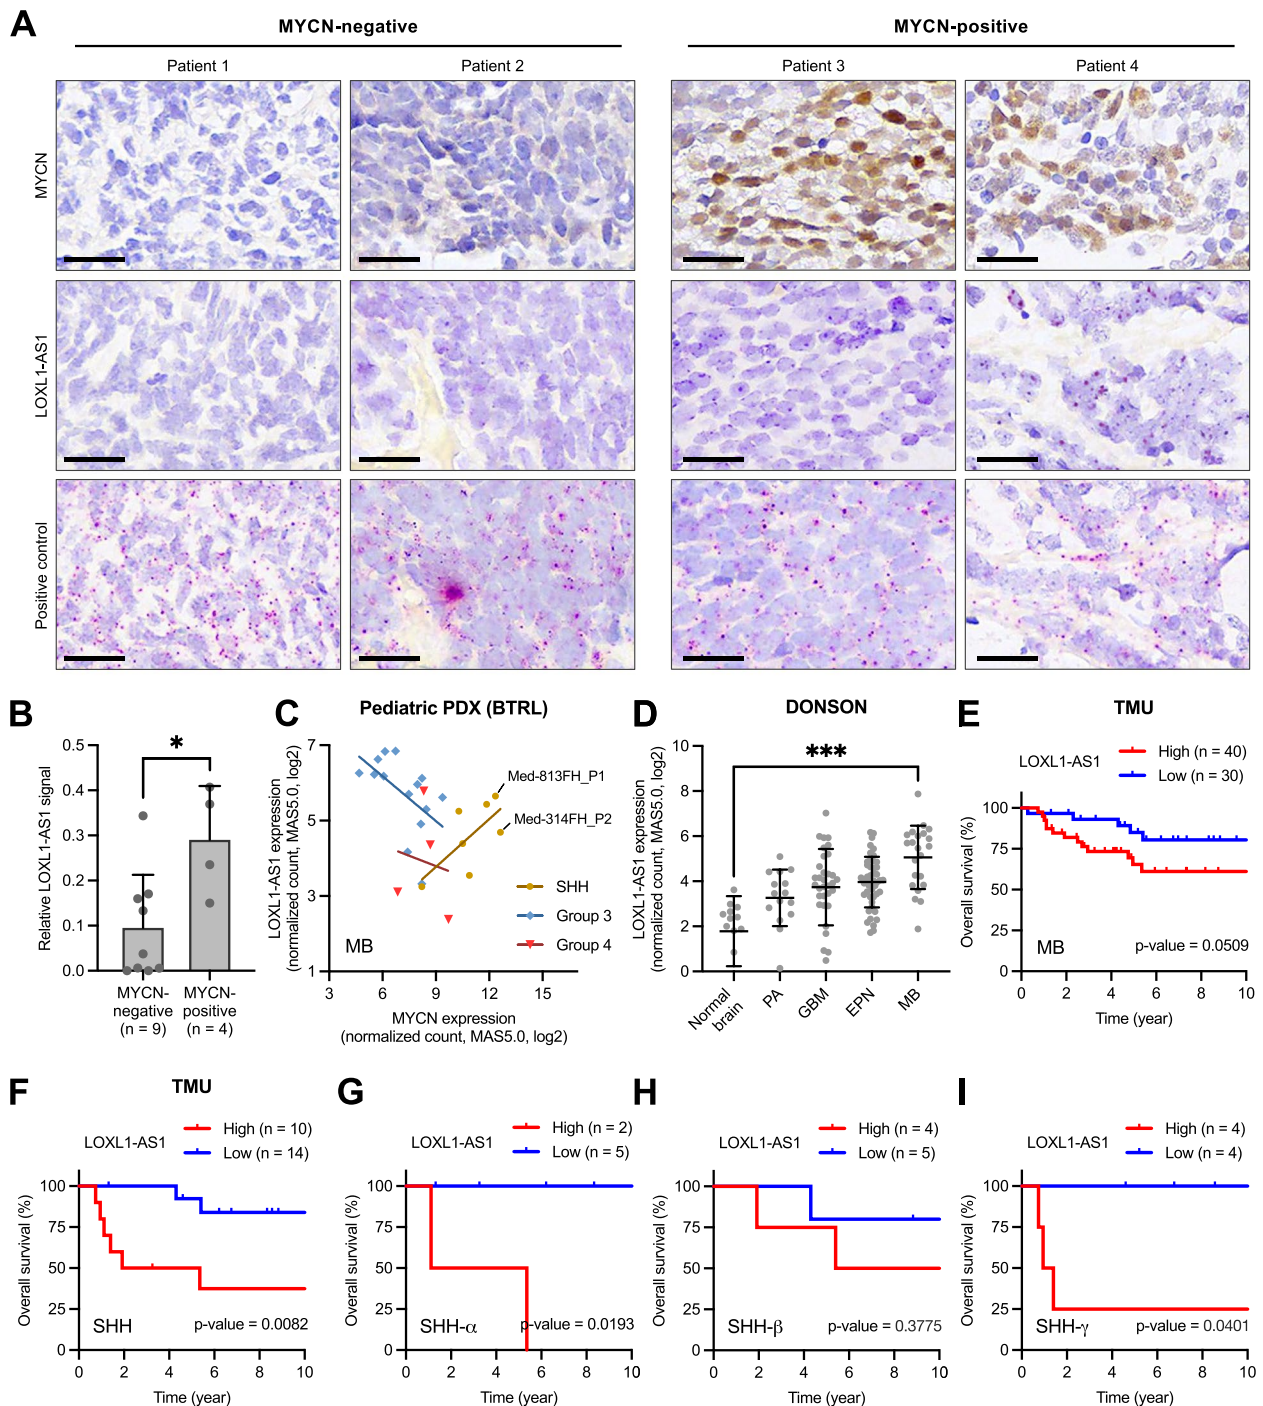 A
MYCN-negative
MYCN-positive
Patient 1
Patient 2
Patient 3
Patient 4
MYCN
LOXL1-AS1
Positive control
B
Relative LOXL1-AS1 signal
0.5
0.4
0.3
0.2
0.1
0.0
*
MYCN-
negative
(n = 9)
MYCN-
positive
(n = 4)
C
Pediatric PDX (BTRL)
LOXL1-AS1 expression
(normalized count, MAS5.0, log2)
7
5
3
1
Med-813FH_P1
Med-314FH_P2
SHH
Group 3
Group 4
MB
3
6
9
12
15
MYCN expression
(normalized count, MAS5.0, log2)
D
DONSON
LOXL1-AS1 expression
(normalized count, MAS5.0, log2)
10
8
6
4
2
0
***
Normal
brain
PA
GBM
EPN
MB
E
TMU
LOXL1-AS1
High (n = 40)
Low (n = 30)
Overall survival (%)
100
75
50
25
0
MB
p-value = 0.0509
0
2
4
6
8
10
Time (year)
F
TMU
LOXL1-AS1
High (n = 10)
Low (n = 14)
Overall survival (%)
100
75
50
25
0
SHH
p-value = 0.0082
0
2
4
6
8
10
Time (year)
G
LOXL1-AS1
High (n = 2)
Low (n = 5)
Overall survival (%)
100
75
50
25
0
SHH-α
p-value = 0.0193
0
2
4
6
8
10
Time (year)
H
LOXL1-AS1
High (n = 4)
Low (n = 5)
Overall survival (%)
100
75
50
25
0
SHH-β
p-value = 0.3775
0
2
4
6
8
10
Time (year)
I
LOXL1-AS1
High (n = 4)
Low (n = 4)
Overall survival (%)
100
75
50
25
0
SHH-γ
p-value = 0.0401
0
2
4
6
8
10
Time (year)